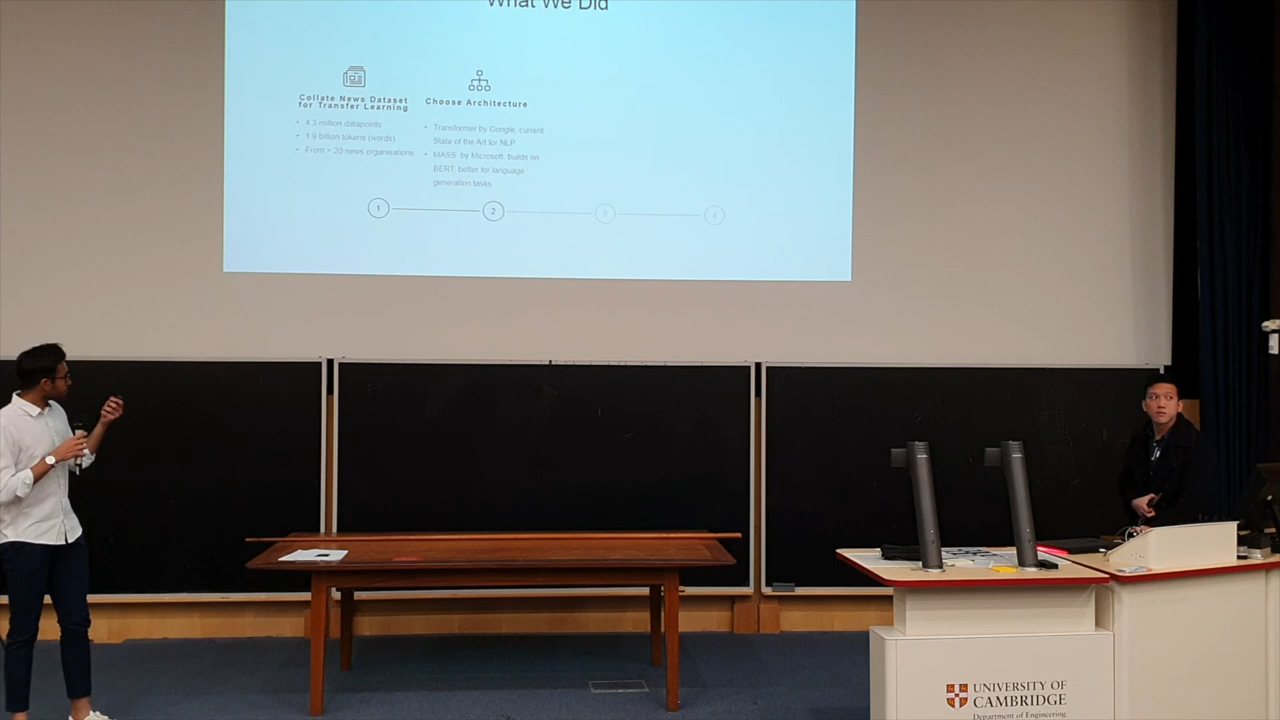 What We Did
Collate News Dataset
for Transfer Learning
• 4.3 million datapoints
• 1.9 billion tokens (words)
• From > 20 news organisations
Choose Architecture
• Transformer by Google, current
State of the Art for NLP
• MASS by Microsoft, builds on
BERT, better for language
generation tasks
1
2
3
4
UNIVERSITY OF
CAMBRIDGE
Department of Engineering